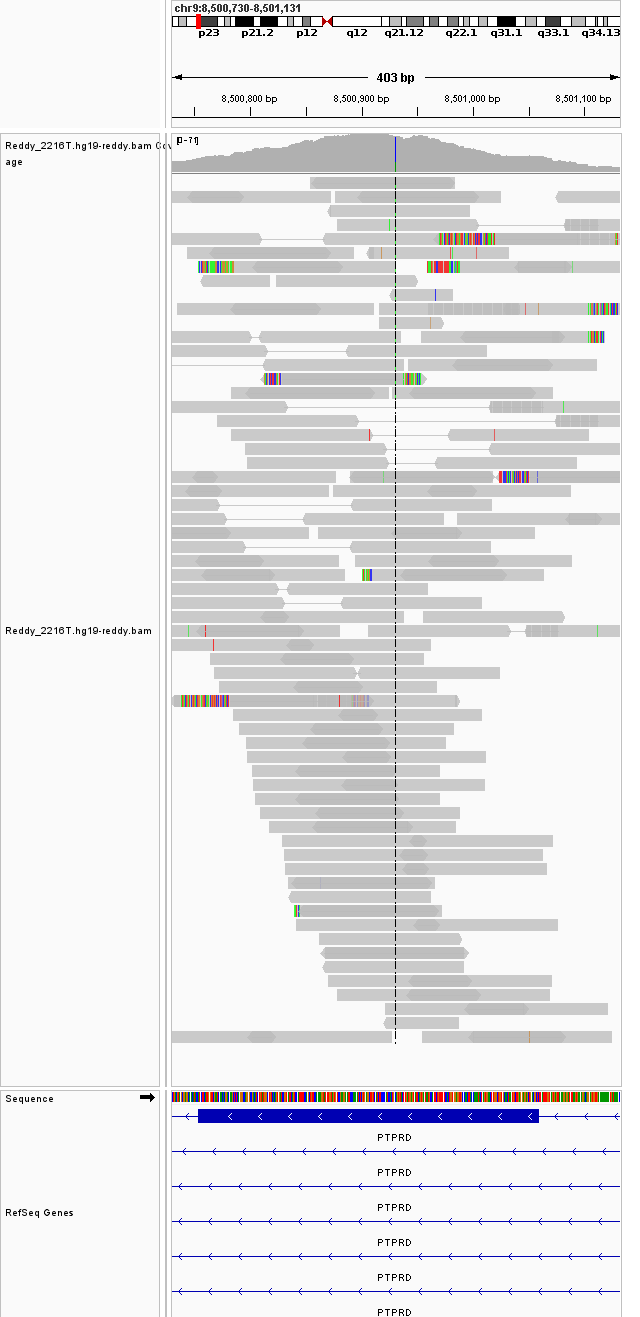 chr9:8,500,730-8,501,131
p23 p21.2 p12 q12 q21.12 q22.1 q31.1 q33.1 q34.13
403 bp
8,500,800 bp 8,500,900 bp 8,501,000 bp 8,501,100 bp
Reddy_2216T.hg19-reddy.bam Cov
age
[0-71]
Reddy_2216T.hg19-reddy.bam
Sequence
PTPRD
PTPRD
PTPRD
RefSeq Genes
PTPRD
PTPRD
PTPRD